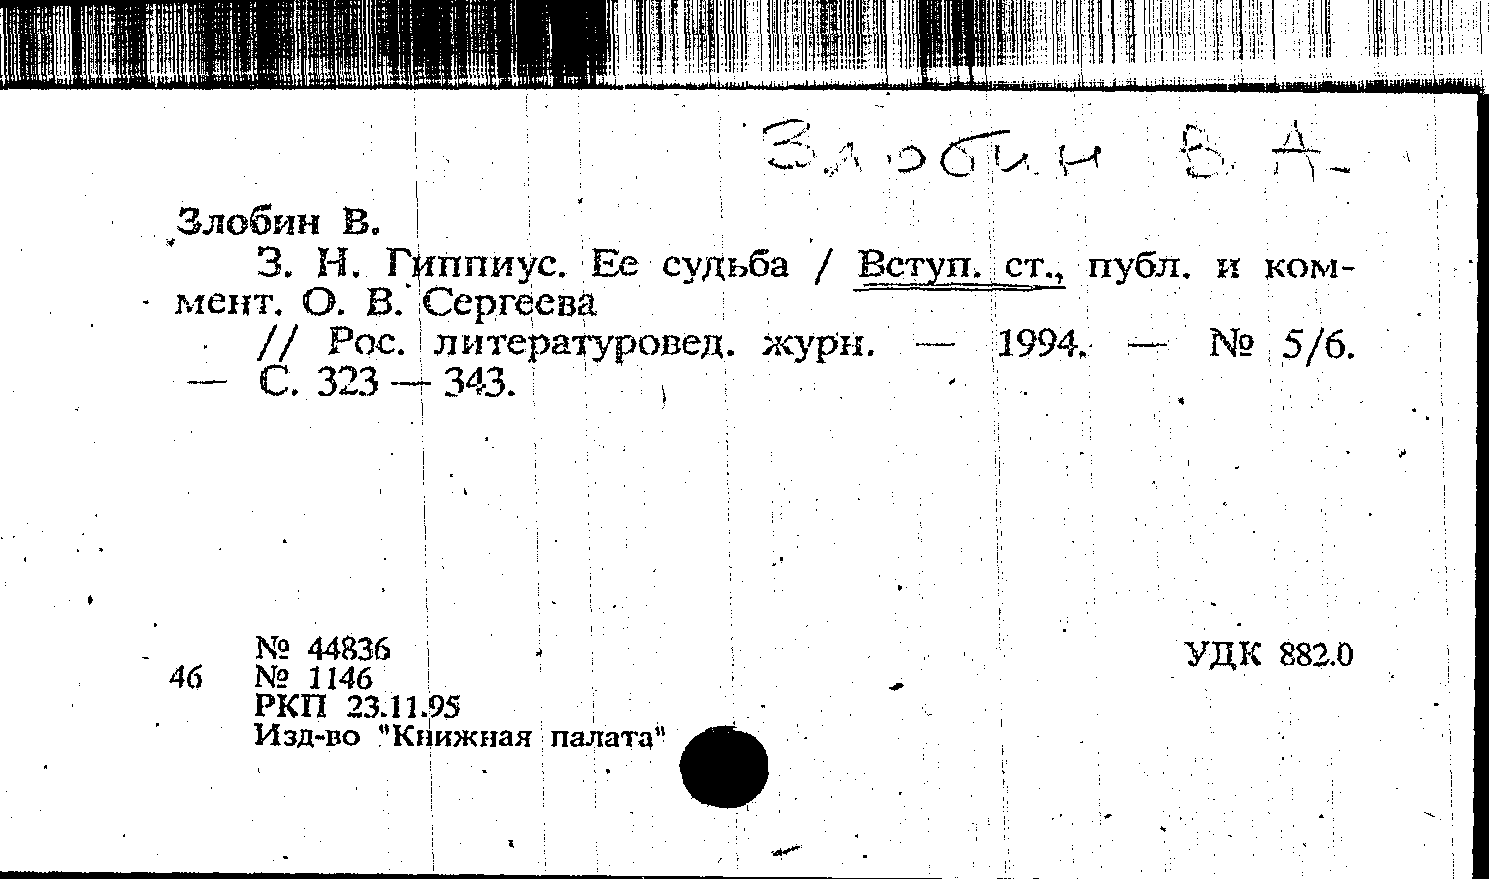 Злобин В. А.
Злобин В.
З. Н. Гиппиус. Ее судьба / Вступ. ст., публ. и ком-
мент. О. В. Сергеева
// Рос. литературовед. журн. — 1994. — № 5/6.
— С. 323 — 343.
№ 44836
46 № 1146
РКП 23.11.95
Изд-во "Книжная палата"
УДК 882.0